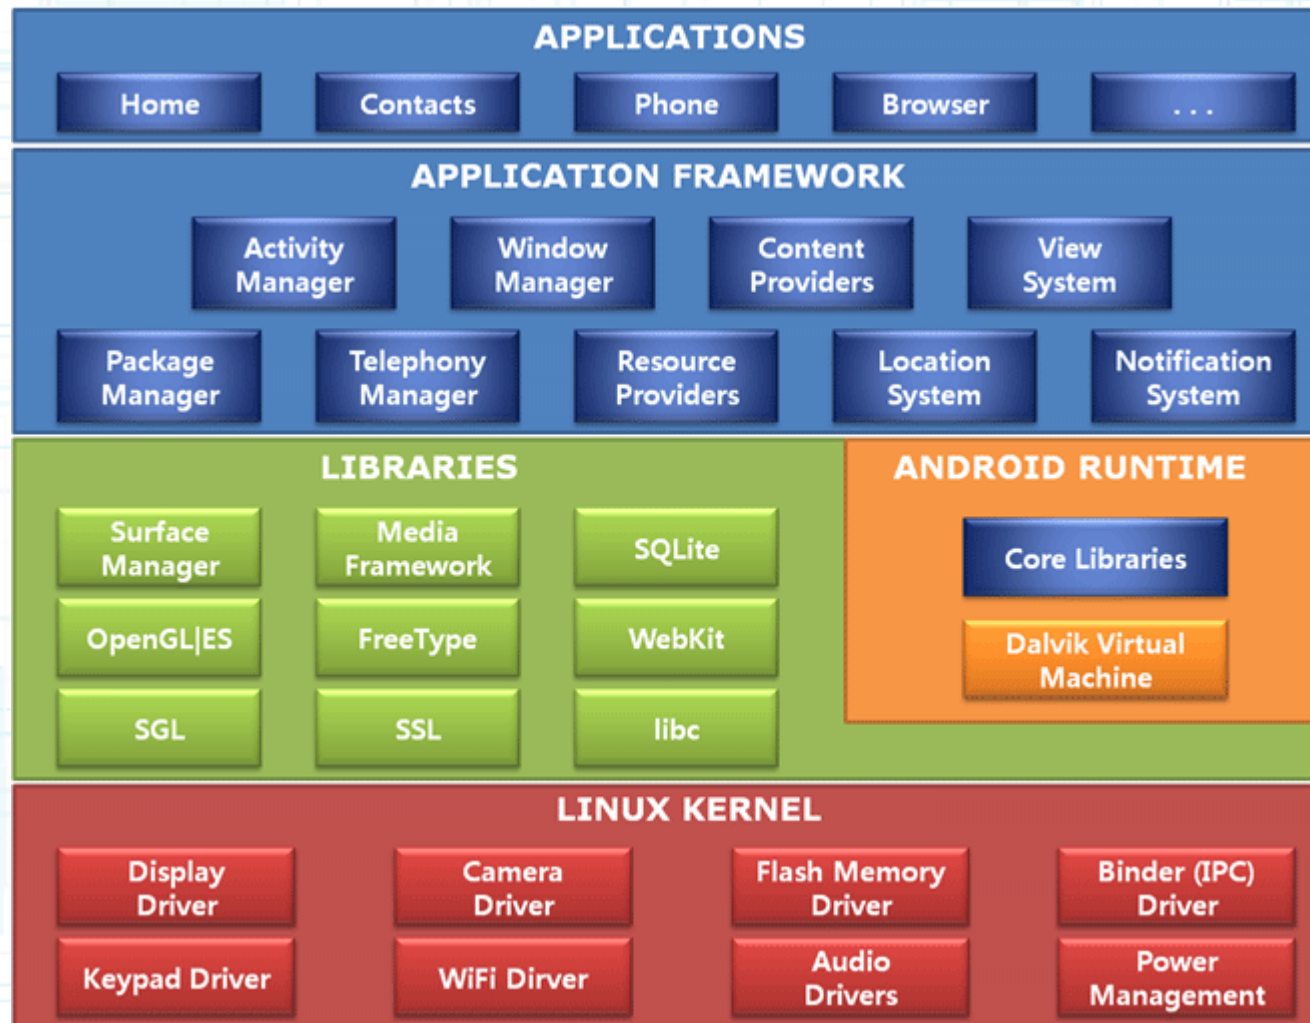 APPLICATIONS
Home
Contacts
Phone
Browser
. . .
APPLICATION FRAMEWORK
Activity
Manager
Window
Manager
Content
Providers
View
System
Package
Manager
Telephony
Manager
Resource
Providers
Location
System
Notification
System
LIBRARIES
Surface
Manager
Media
Framework
SQLite
OpenGL|ES
FreeType
WebKit
SGL
SSL
libc
ANDROID RUNTIME
Core Libraries
Dalvik Virtual
Machine
LINUX KERNEL
Display
Driver
Camera
Driver
Flash Memory
Driver
Binder (IPC)
Driver
Keypad Driver
WiFi Dirver
Audio
Drivers
Power
Management